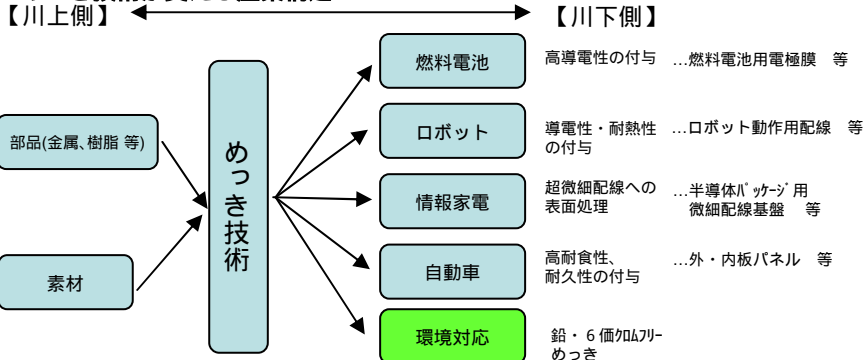 【川上側】
【川下側】
部品(金属、樹脂 等)
素材
めっき技術
燃料電池
高導電性の付与 …燃料電池用電極膜 等
ロボット
導電性・耐熱性
の付与
…ロボット動作用配線 等
情報家電
超微細配線への
表面処理
…半導体ﾊﾟｯｹｰｼﾞ用
微細配線基盤 等
自動車
高耐食性、
耐久性の付与
…外・内板パネル 等
環境対応
鉛・6価ｸﾛﾑﾌﾘｰ
めっき